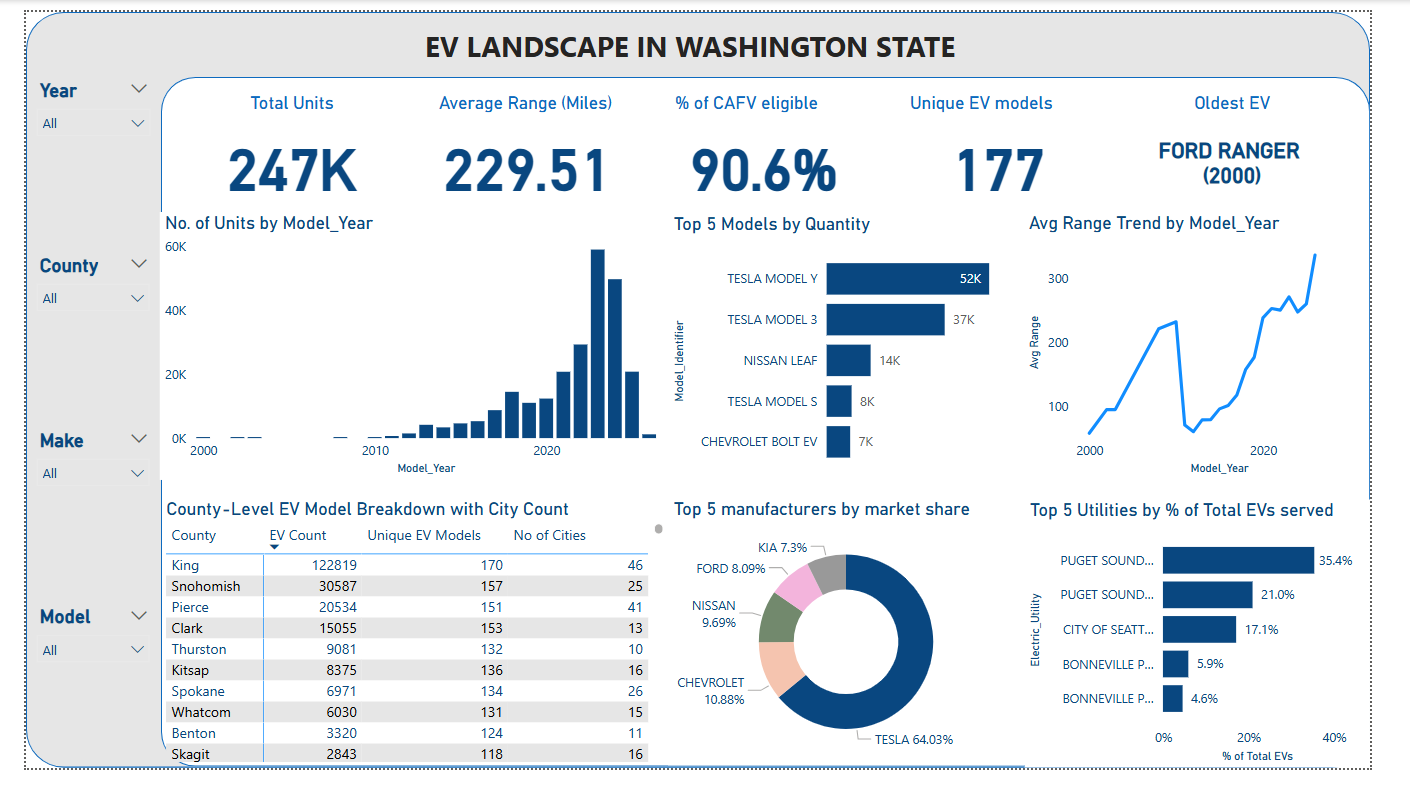 EV LANDSCAPE IN WASHINGTON STATE
Year
All
County
All
Make
All
Model
All
Total Units
247K
Average Range (Miles)
229.51
% of CAFV eligible
90.6%
Unique EV models
177
Oldest EV
FORD RANGER
(2000)
No. of Units by Model_Year
60K
40K
20K
0K
2000
2010
2020
Model_Year
Top 5 Models by Quantity
Model_Identifier
TESLA MODEL Y 52K
TESLA MODEL 3 37K
NISSAN LEAF 14K
TESLA MODEL S 8K
CHEVROLET BOLT EV 7K
Avg Range Trend by Model_Year
Avg Range
300
200
100
2000
2020
Model_Year
County-Level EV Model Breakdown with City Count
County EV Count Unique EV Models No of Cities
King 122819 170 46
Snohomish 30587 157 25
Pierce 20534 151 41
Clark 15055 153 13
Thurston 9081 132 10
Kitsap 8375 136 16
Spokane 6971 134 26
Whatcom 6030 131 15
Benton 3320 124 11
Skagit 2843 118 16
Top 5 manufacturers by market share
KIA 7.3%
FORD 8.09%
NISSAN
9.69%
CHEVROLET
10.88%
TESLA 64.03%
Top 5 Utilities by % of Total EVs served
Electric_Utility
PUGET SOUND... 35.4%
PUGET SOUND... 21.0%
CITY OF SEATT... 17.1%
BONNEVILLE P... 5.9%
BONNEVILLE P... 4.6%
0% 20% 40%
% of Total EVs